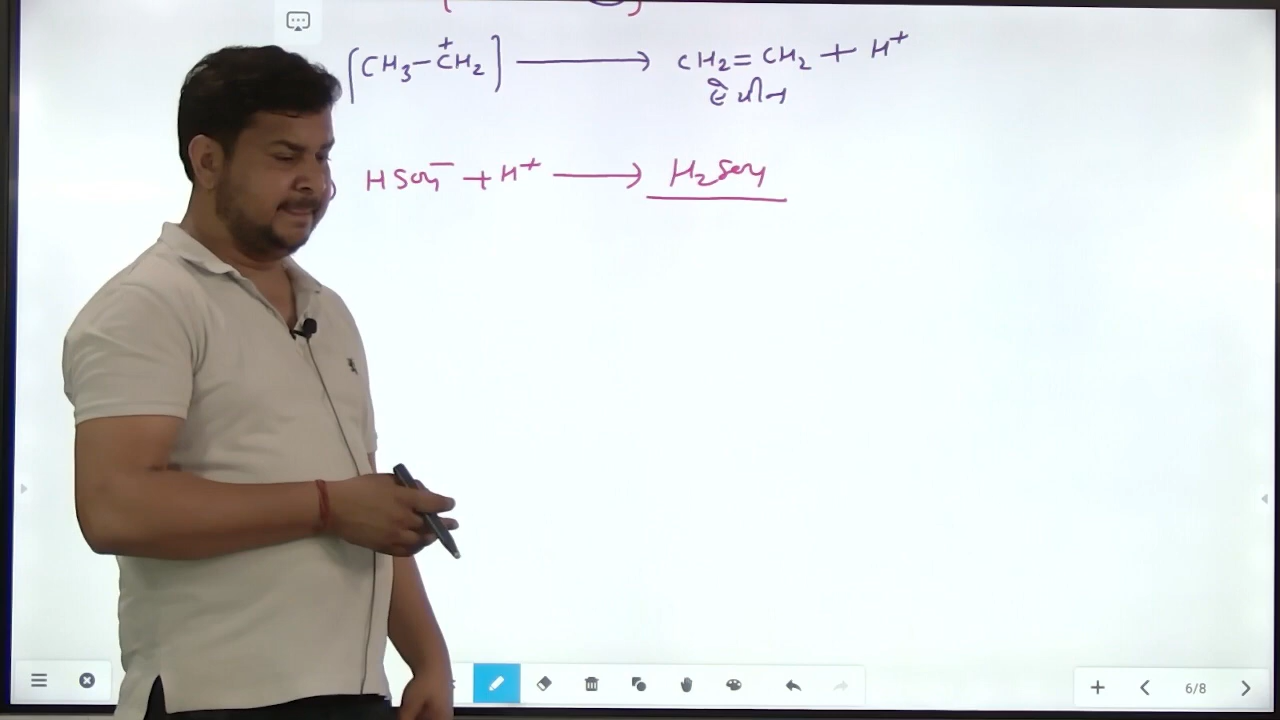 [CH₃–C⁺H₂] ⟶ CH₂=CH₂ + H⁺
एथीन
HSO₄⁻ + H⁺ ⟶ H₂SO₄
6/8